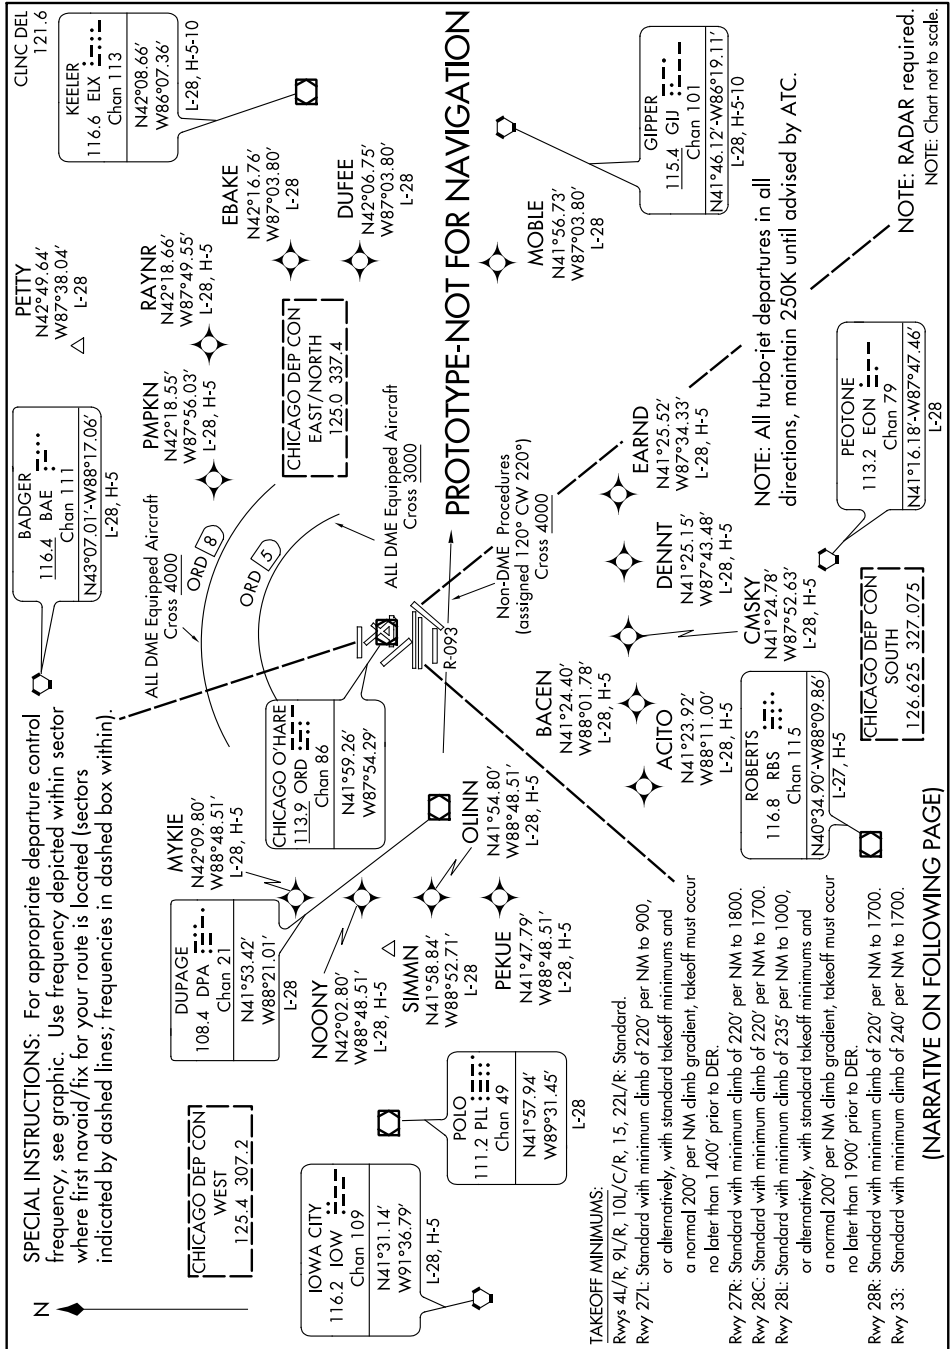 SPECIAL INSTRUCTIONS: For appropriate departure control
frequency, see graphic. Use frequency depicted within sector
where first navaid/fix for your route is located (sectors
indicated by dashed lines; frequencies in dashed box within).
N
CLNC DEL
121.6
BADGER
116.4 BAE
Chan 111
N43°07.01'-W88°17.06'
L-28, H-5
PETTY
N42°49.64'
W87°38.04'
L-28
KEELER
116.6 ELX
Chan 113
N42°08.66'
W86°07.36'
L-28, H-5-10
ALL DME Equipped Aircraft
Cross 4000
ORD 8
PMPKN
N42°18.55'
W87°56.03'
L-28, H-5
RAYNR
N42°18.66'
W87°49.55'
L-28, H-5
EBAKE
N42°16.76'
W87°03.80'
L-28
DUFEE
N42°06.75'
W87°03.80'
L-28
CHICAGO DEP CON
WEST
125.4 307.2
DUPAGE
108.4 DPA
Chan 21
N41°53.42'
W88°21.01'
L-28
MYKIE
N42°09.80'
W88°48.51'
L-28, H-5
CHICAGO O'HARE
113.9 ORD
Chan 86
N41°59.26'
W87°54.29'
ORD 5
CHICAGO DEP CON
EAST/NORTH
125.0 337.4
ALL DME Equipped Aircraft
Cross 3000
IOWA CITY
116.2 IOW
Chan 109
N41°31.14'
W91°36.79'
L-28, H-5
NOONY
N42°02.80'
W88°48.51'
L-28, H-5
SIMMN
N41°58.84'
W88°52.71'
L-28
OLINN
N41°54.80'
W88°48.51'
L-28, H-5
R-093
PROTOTYPE-NOT FOR NAVIGATION
POLO
111.2 PLL
Chan 49
N41°57.94'
W89°31.45'
L-28
PEKUE
N41°47.79'
W88°48.51'
L-28, H-5
Non-DME Procedures
(assigned 120° CW 220°)
Cross 4000
MOBLE
N41°56.73'
W87°03.80'
L-28
GIPPER
115.4 GIJ
Chan 101
N41°46.12'-W86°19.11'
L-28, H-5-10
BACEN
N41°24.40'
W88°01.78'
L-28, H-5
ACITO
N41°23.92'
W88°11.00'
L-28, H-5
CMSKY
N41°24.78'
W87°52.63'
L-28, H-5
DENNT
N41°25.15'
W87°43.48'
L-28, H-5
EARND
N41°25.52'
W87°34.33'
L-28, H-5
NOTE: All turbo-jet departures in all
directions, maintain 250K until advised by ATC.
ROBERTS
116.8 RBS
Chan 115
N40°34.90'-W88°09.86'
L-27, H-5
CHICAGO DEP CON
SOUTH
126.625 327.075
PEOTONE
113.2 EON
Chan 79
N41°16.18'-W87°47.46'
L-28
NOTE: RADAR required.
NOTE: Chart not to scale.
TAKEOFF MINIMUMS:
Rwys 4L/R, 9L/R, 10L/C/R, 15, 22L/R: Standard.
Rwy 27L: Standard with minimum climb of 220' per NM to 900,
or alternatively, with standard takeoff minimums and
a normal 200' per NM climb gradient, takeoff must occur
no later than 1400' prior to DER.
Rwy 27R: Standard with minimum climb of 220' per NM to 1800.
Rwy 28C: Standard with minimum climb of 220' per NM to 1700.
Rwy 28L: Standard with minimum climb of 235' per NM to 1000,
or alternatively, with standard takeoff minimums and
a normal 200' per NM climb gradient, takeoff must occur
no later than 1900' prior to DER.
Rwy 28R: Standard with minimum climb of 220' per NM to 1700.
Rwy 33: Standard with minimum climb of 240' per NM to 1700.
(NARRATIVE ON FOLLOWING PAGE)